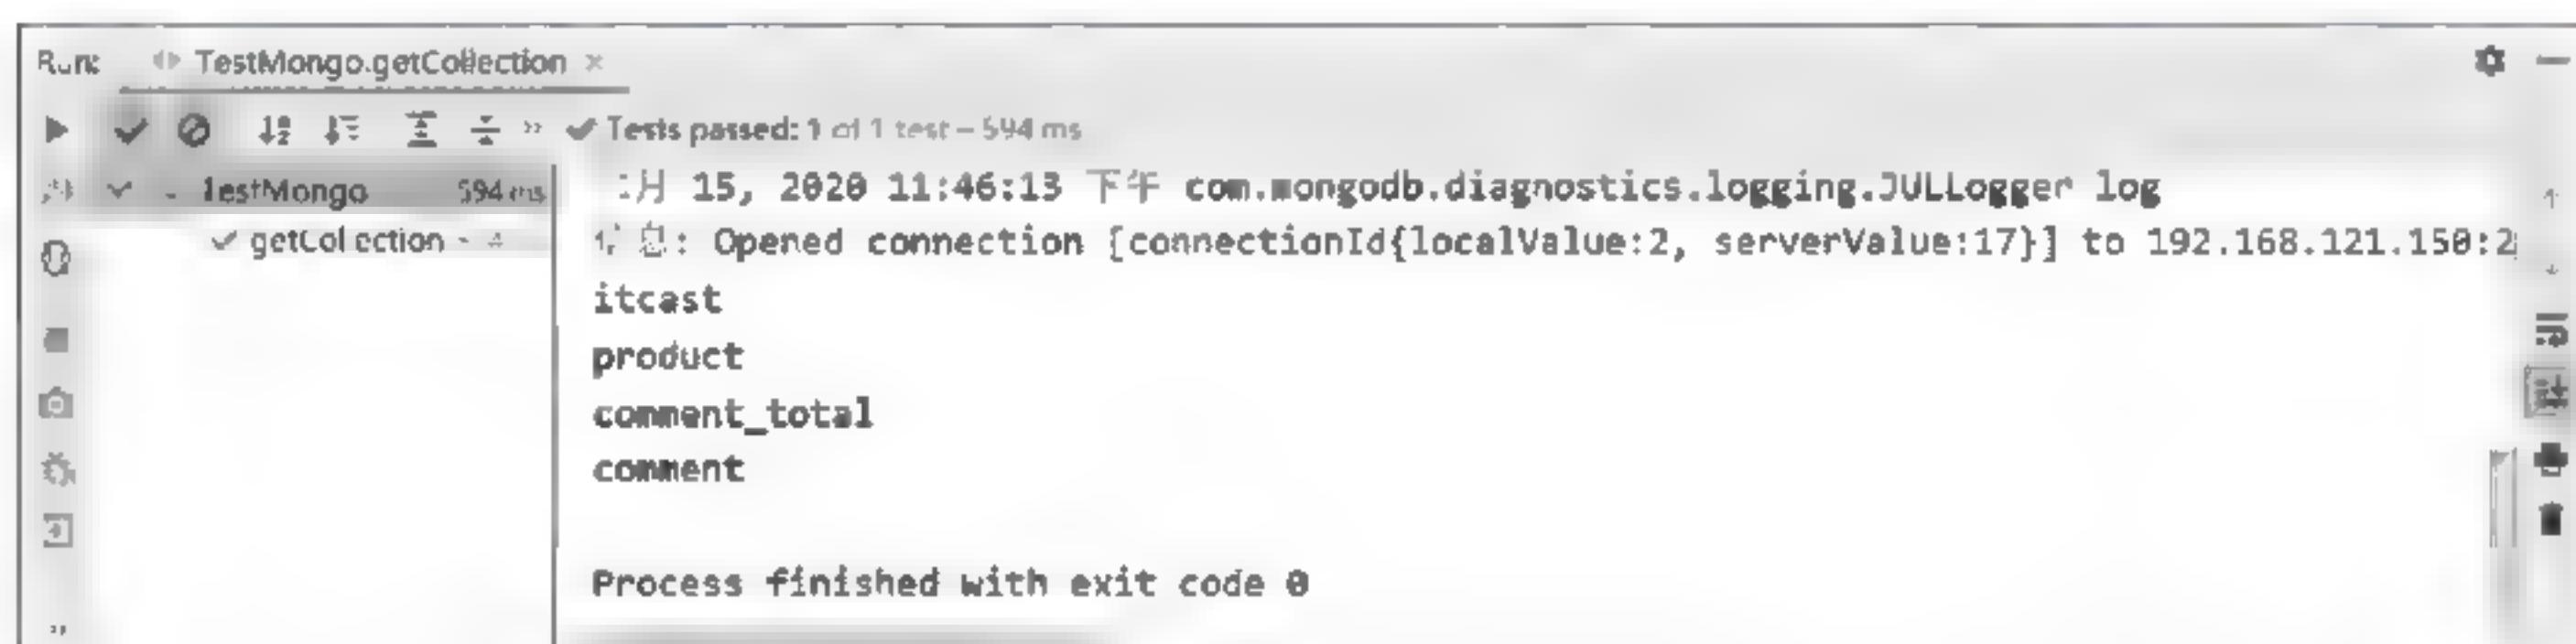 Run: TestMongo.getCollection ×
Tests passed: 1 of 1 test – 594 ms
TestMongo 594 ms
getCollection
月 15, 2020 11:46:13 下午 com.mongodb.diagnostics.logging.JULLogger log
Opened connection [connectionId{localValue:2, serverValue:17}] to 192.168.121.150:2
itcast
product
comment_total
comment
Process finished with exit code 0